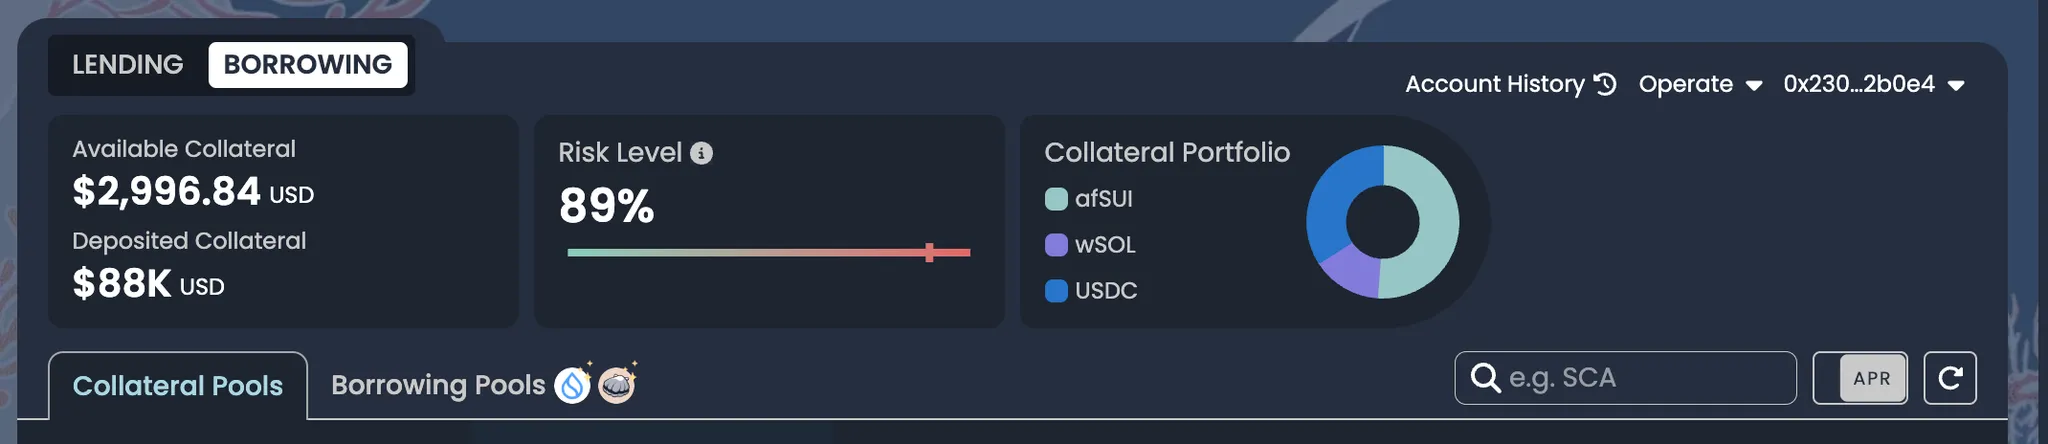 LENDING
BORROWING
Account History
Operate
0x230...2b0e4
Available Collateral
$2,996.84 USD
Deposited Collateral
$88K USD
Risk Level
89%
Collateral Portfolio
afSUI
wSOL
USDC
Collateral Pools
Borrowing Pools
e.g. SCA
APR